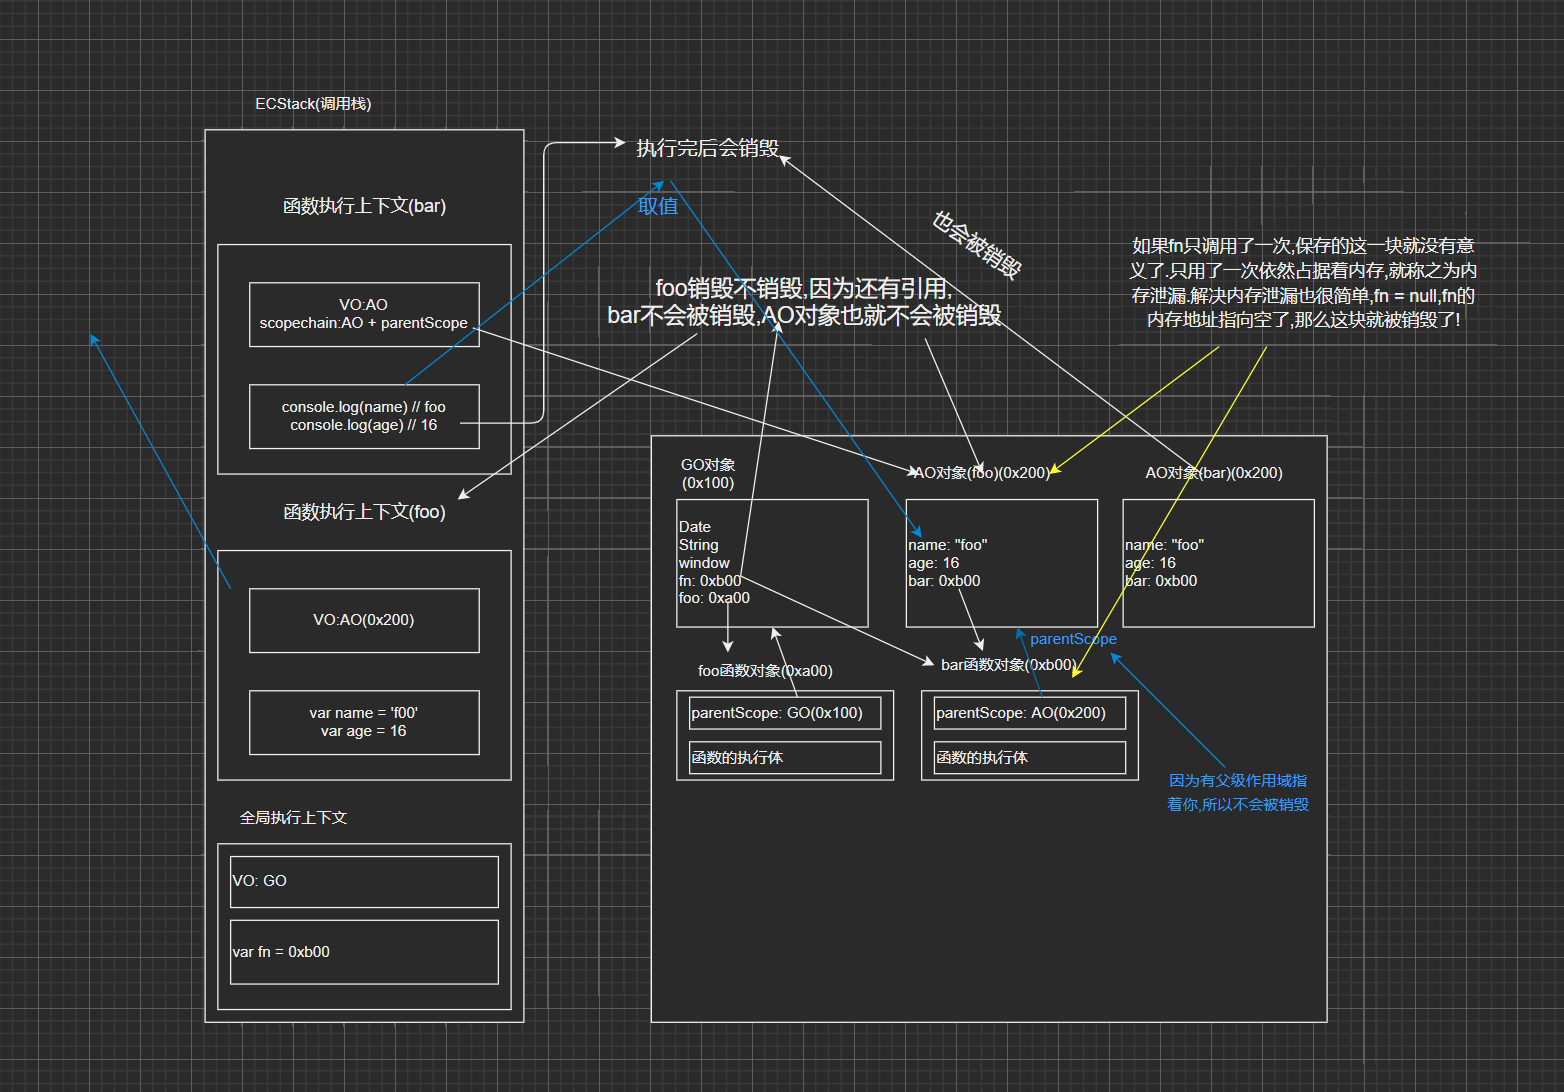 ECStack(调用栈)
函数执行上下文(bar)
VO:AO
scopechain:AO + parentScope
console.log(name) // foo
console.log(age) // 16
函数执行上下文(foo)
VO:AO(0x200)
var name = 'f00'
var age = 16
全局执行上下文
VO: GO
var fn = 0xb00
执行完后会销毁
取值
也会被销毁
foo销毁不销毁,因为还有引用,
bar不会被销毁,AO对象也就不会被销毁
如果fn只调用了一次,保存的这一块就没有意
义了.只用了一次依然占据着内存,就称之为内
存泄漏.解决内存泄漏也很简单,fn = null,fn的
内存地址指向空了,那么这块就被销毁了!
GO对象
(0x100)
Date
String
window
fn: 0xb00
foo: 0xa00
AO对象(foo)(0x200)
name: "foo"
age: 16
bar: 0xb00
AO对象(bar)(0x200)
name: "foo"
age: 16
bar: 0xb00
parentScope
foo函数对象(0xa00)
parentScope: GO(0x100)
函数的执行体
bar函数对象(0xb00)
parentScope: AO(0x200)
函数的执行体
因为有父级作用域指
着你,所以不会被销毁